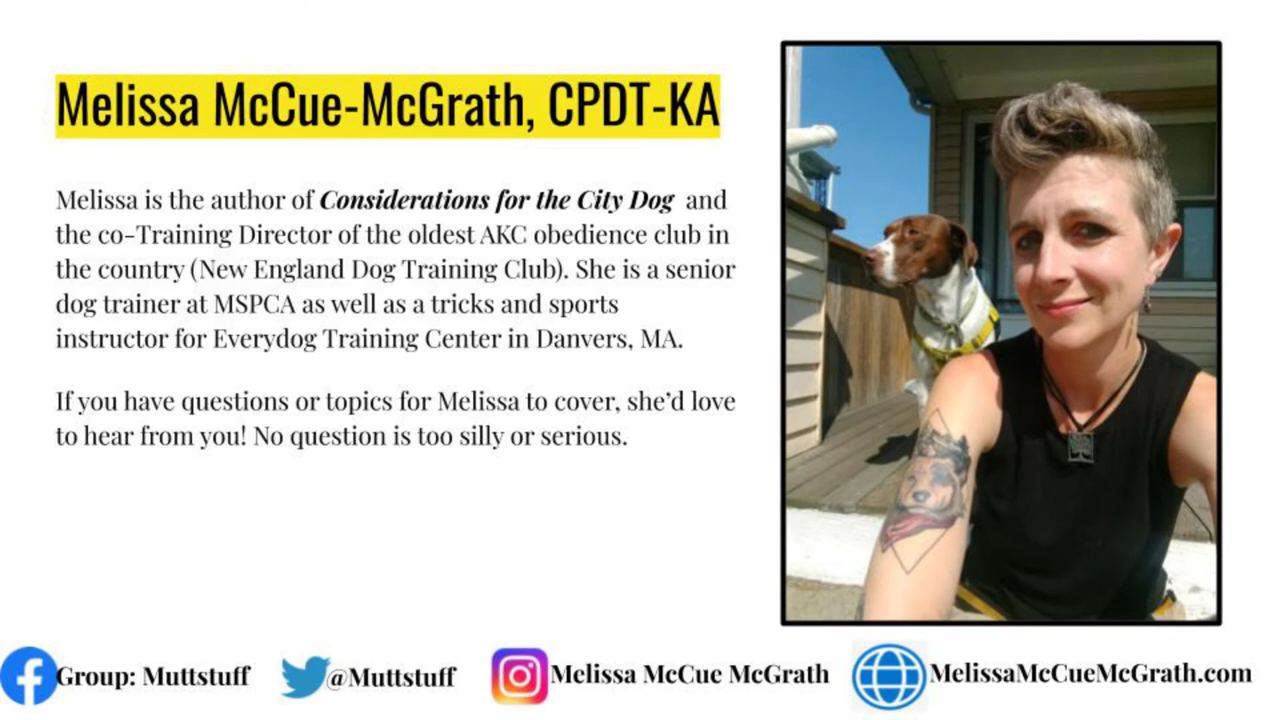 Melissa McCue-McGrath, CPDT-KA
Melissa is the author of Considerations for the City Dog and
the co-Training Director of the oldest AKC obedience club in
the country (New England Dog Training Club). She is a senior
dog trainer at MSPCA as well as a tricks and sports
instructor for Everydog Training Center in Danvers, MA.
If you have questions or topics for Melissa to cover, she'd love
to hear from you! No question is too silly or serious.
Group: Muttstuff @Muttstuff Melissa McCue McGrath MelissaMcCueMcGrath.com